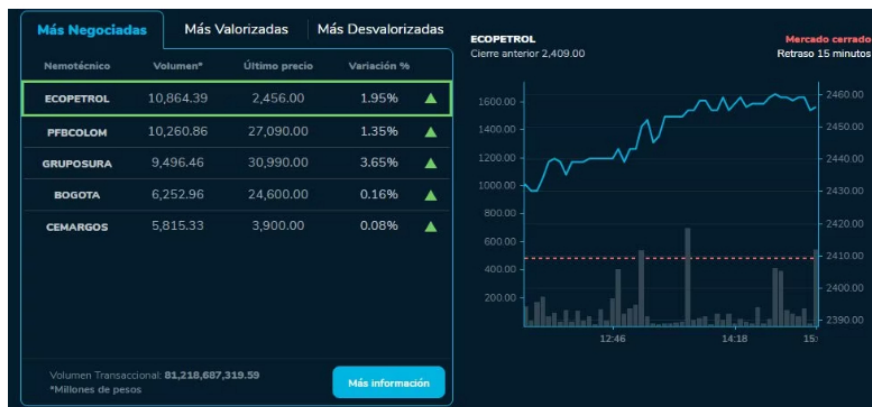 Más Negociadas Más Valorizadas Más Desvalorizadas
Nemotécnico Volumen* Último precio Variación %
ECOPETROL 10,864.39 2,456.00 1.95%
PFBCOLOM 10,260.86 27,090.00 1.35%
GRUPOSURA 9,496.46 30,990.00 3.65%
BOGOTA 6,252.96 24,600.00 0.16%
CEMARGOS 5,815.33 3,900.00 0.08%
Volumen Transaccional: 81,218,687,319.59
*Millones de pesos
Más información
ECOPETROL Mercado cerrado
Cierre anterior 2,409.00 Retraso 15 minutos
1600.00
1400.00
1200.00
1000.00
800.00
600.00
400.00
200.00
2460.00
2450.00
2440.00
2430.00
2420.00
2410.00
2400.00
2390.00
12:46 14:18 15: